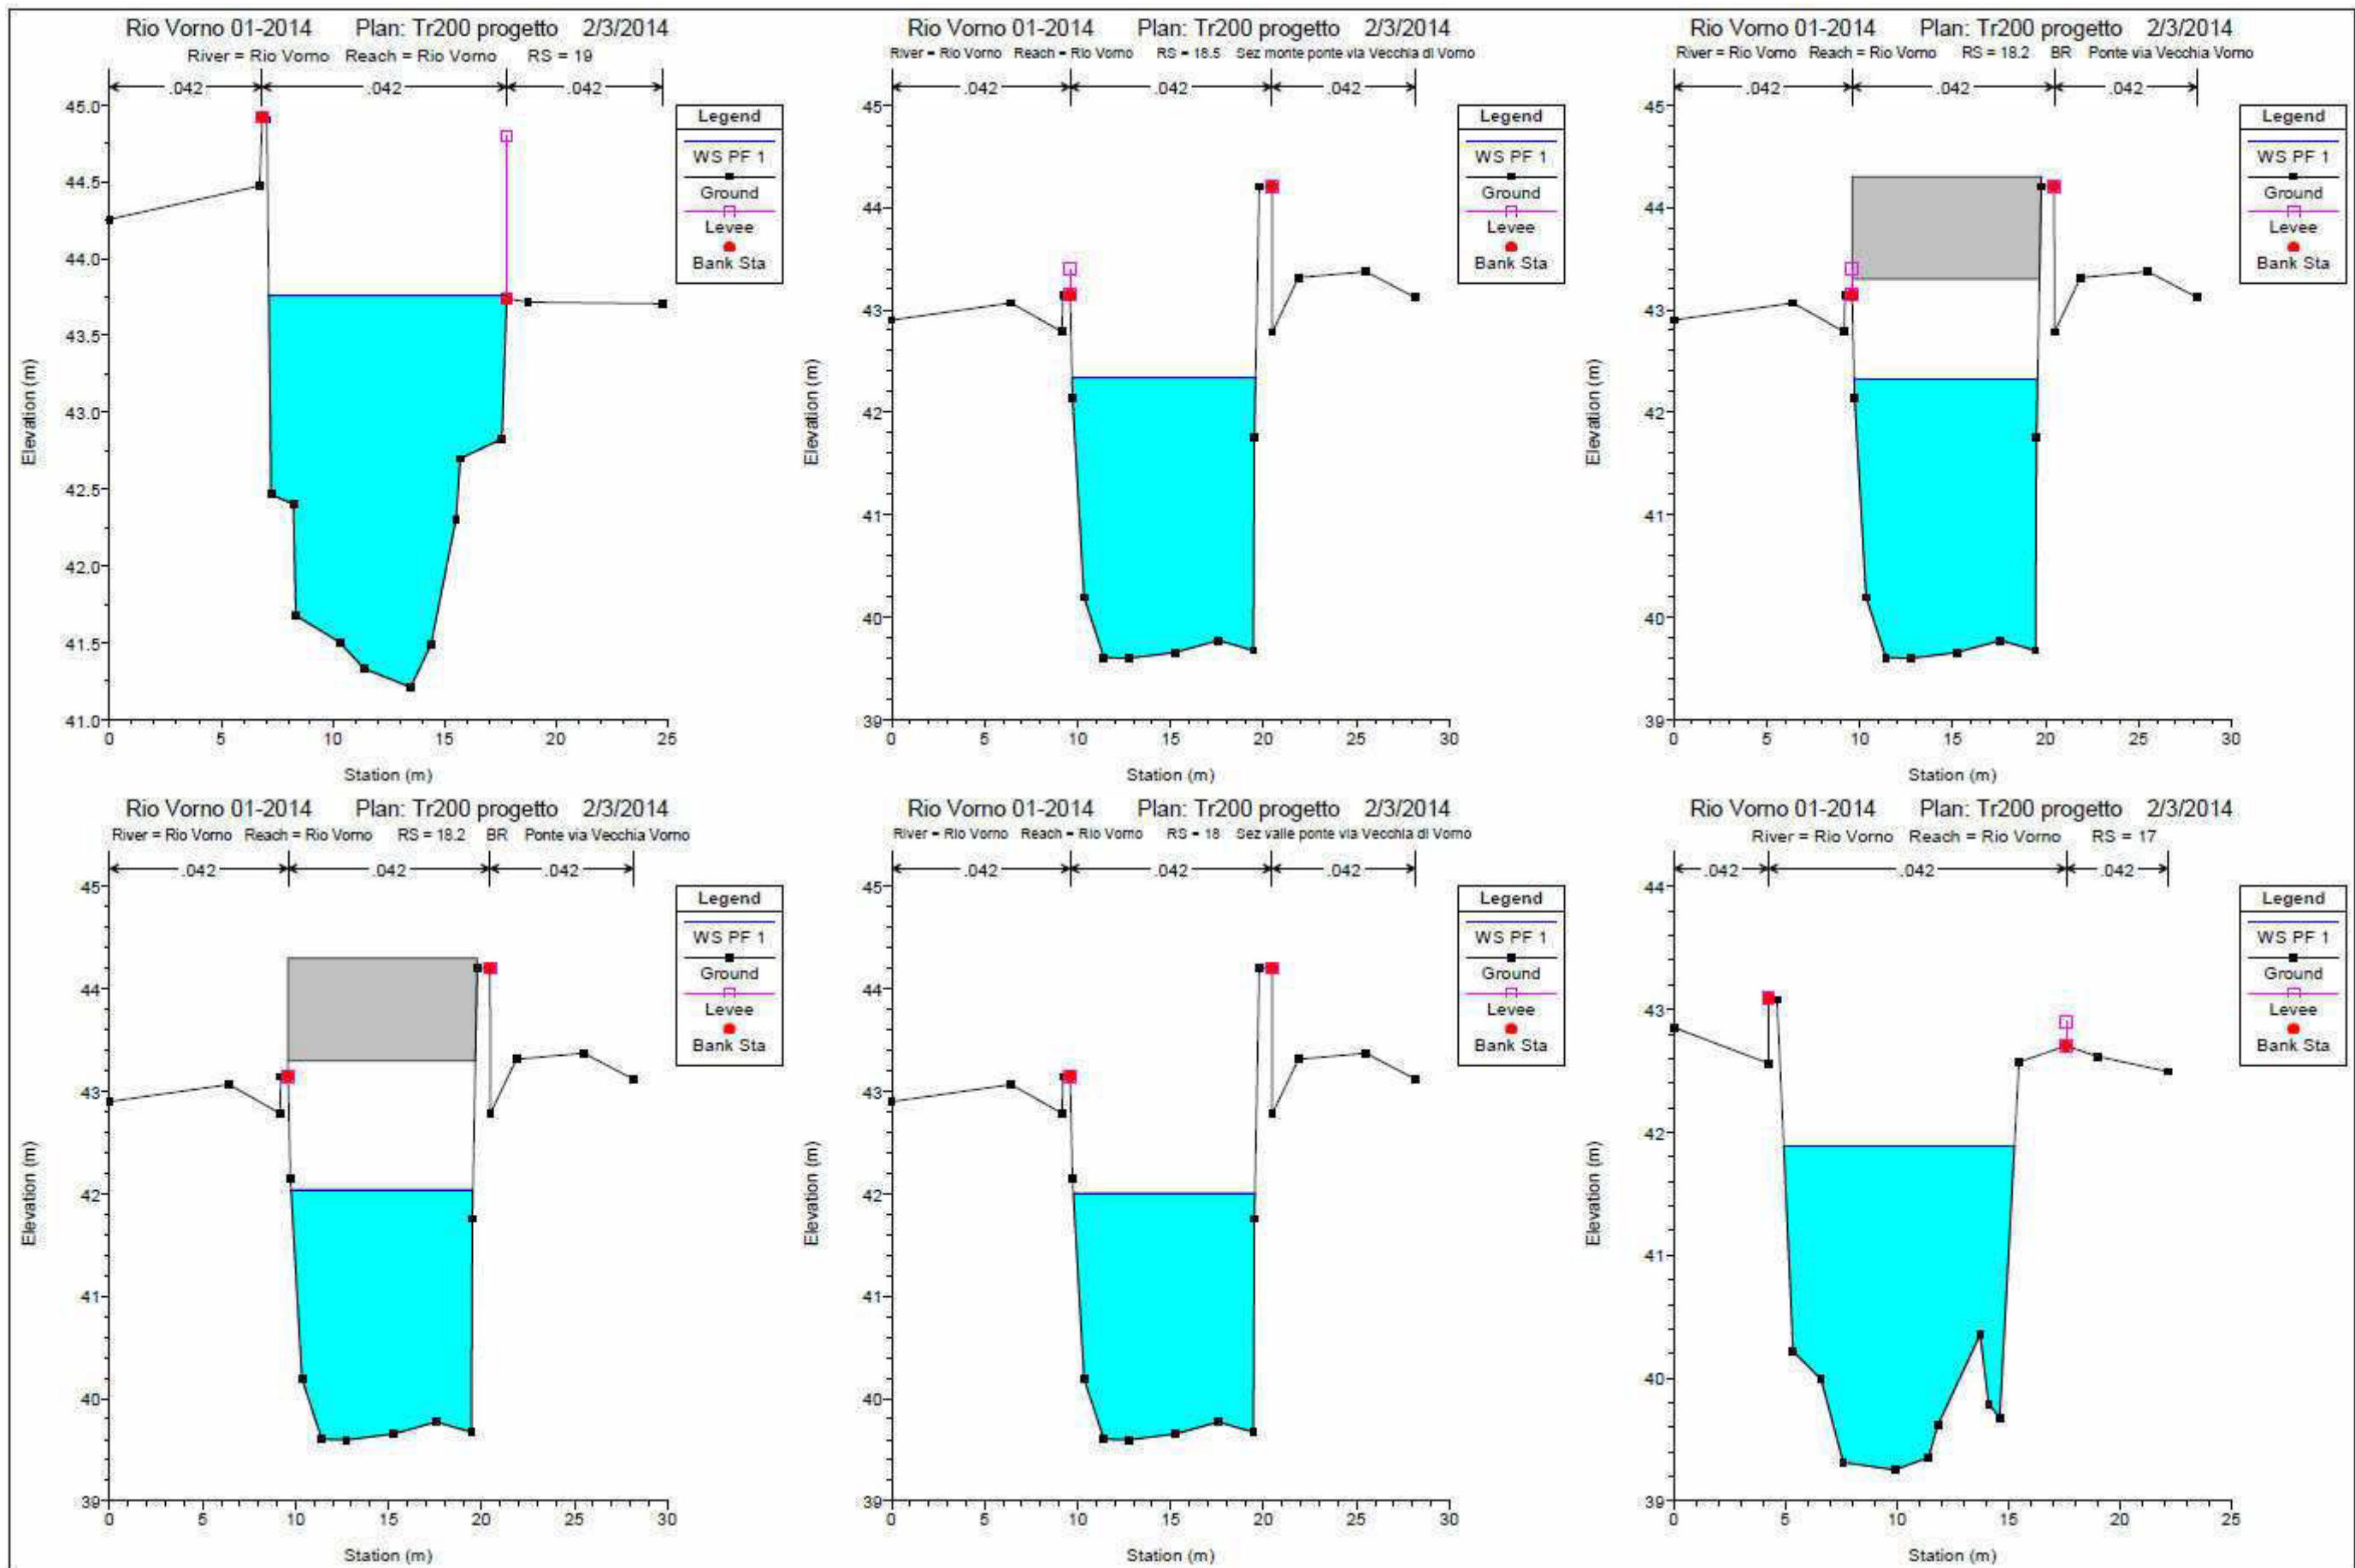 Rio Vorno 01-2014 Plan: Tr200 progetto 2/3/2014
River = Rio Vorno Reach = Rio Vorno RS = 19
.042 .042 .042
Legend
WS PF 1
Ground
Levee
Bank Sta
45.0
44.5
44.0
43.5
43.0
42.5
42.0
41.5
41.0
Elevation (m)
0 5 10 15 20 25
Station (m)
Rio Vorno 01-2014 Plan: Tr200 progetto 2/3/2014
River = Rio Vorno Reach = Rio Vorno RS = 18.5 Sez monte ponte via Vecchia di Vorno
.042 .042 .042
Legend
WS PF 1
Ground
Levee
Bank Sta
45
44
43
42
41
40
39
Elevation (m)
0 5 10 15 20 25 30
Station (m)
Rio Vorno 01-2014 Plan: Tr200 progetto 2/3/2014
River = Rio Vorno Reach = Rio Vorno RS = 18.2 BR Ponte via Vecchia Vorno
.042 .042 .042
Legend
WS PF 1
Ground
Levee
Bank Sta
45
44
43
42
41
40
39
Elevation (m)
0 5 10 15 20 25 30
Station (m)
Rio Vorno 01-2014 Plan: Tr200 progetto 2/3/2014
River = Rio Vorno Reach = Rio Vorno RS = 18.2 BR Ponte via Vecchia Vorno
.042 .042 .042
Legend
WS PF 1
Ground
Levee
Bank Sta
45
44
43
42
41
40
39
Elevation (m)
0 5 10 15 20 25 30
Station (m)
Rio Vorno 01-2014 Plan: Tr200 progetto 2/3/2014
River = Rio Vorno Reach = Rio Vorno RS = 18 Sez valle ponte via Vecchia di Vorno
.042 .042 .042
Legend
WS PF 1
Ground
Levee
Bank Sta
45
44
43
42
41
40
39
Elevation (m)
0 5 10 15 20 25 30
Station (m)
Rio Vorno 01-2014 Plan: Tr200 progetto 2/3/2014
River = Rio Vorno Reach = Rio Vorno RS = 17
.042 .042 .042
Legend
WS PF 1
Ground
Levee
Bank Sta
44
43
42
41
40
39
Elevation (m)
0 5 10 15 20 25
Station (m)